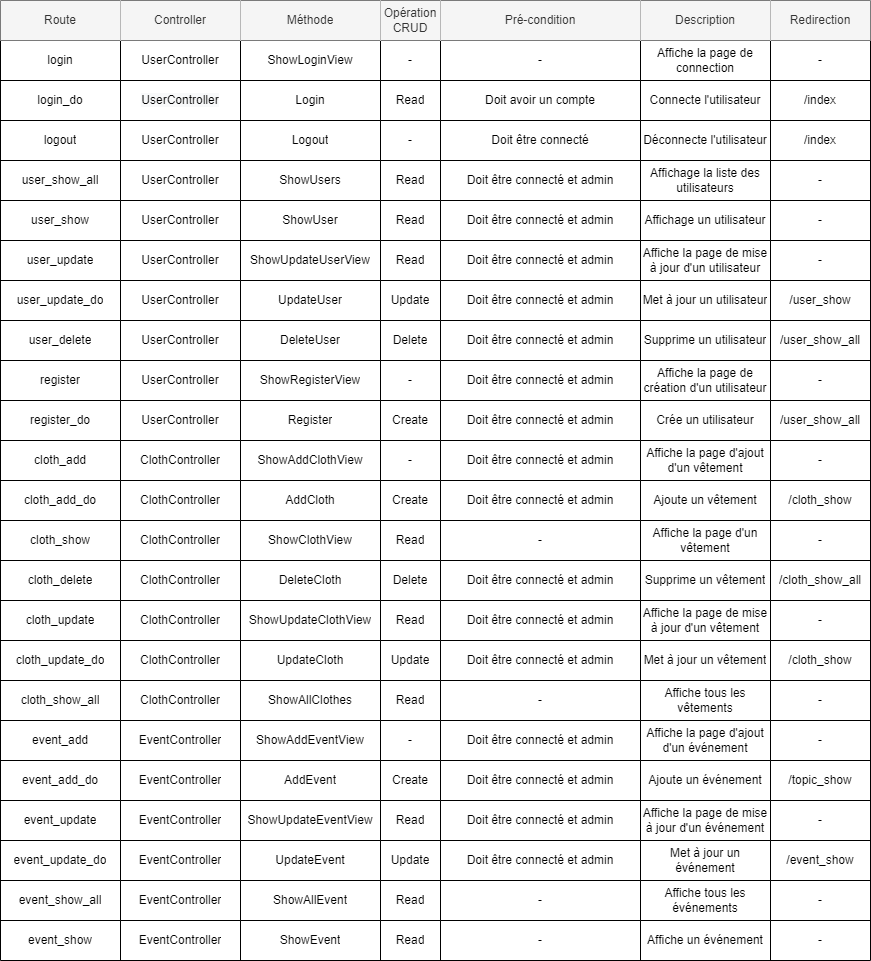 Route Controller Méthode Opération CRUD Pré-condition Description Redirection
login UserController ShowLoginView - - Affiche la page de connection -
login_do UserController Login Read Doit avoir un compte Connecte l'utilisateur /index
logout UserController Logout - Doit être connecté Déconnecte l'utilisateur /index
user_show_all UserController ShowUsers Read Doit être connecté et admin Affichage la liste des utilisateurs -
user_show UserController ShowUser Read Doit être connecté et admin Affichage un utilisateur -
user_update UserController ShowUpdateUserView Read Doit être connecté et admin Affiche la page de mise à jour d'un utilisateur -
user_update_do UserController UpdateUser Update Doit être connecté et admin Met à jour un utilisateur /user_show
user_delete UserController DeleteUser Delete Doit être connecté et admin Supprime un utilisateur /user_show_all
register UserController ShowRegisterView - Doit être connecté et admin Affiche la page de création d'un utilisateur -
register_do UserController Register Create Doit être connecté et admin Crée un utilisateur /user_show_all
cloth_add ClothController ShowAddClothView - Doit être connecté et admin Affiche la page d'ajout d'un vêtement -
cloth_add_do ClothController AddCloth Create Doit être connecté et admin Ajoute un vêtement /cloth_show
cloth_show ClothController ShowClothView Read - Affiche la page d'un vêtement -
cloth_delete ClothController DeleteCloth Delete Doit être connecté et admin Supprime un vêtement /cloth_show_all
cloth_update ClothController ShowUpdateClothView Read Doit être connecté et admin Affiche la page de mise à jour d'un vêtement -
cloth_update_do ClothController UpdateCloth Update Doit être connecté et admin Met à jour un vêtement /cloth_show
cloth_show_all ClothController ShowAllClothes Read - Affiche tous les vêtements -
event_add EventController ShowAddEventView - Doit être connecté et admin Affiche la page d'ajout d'un événement -
event_add_do EventController AddEvent Create Doit être connecté et admin Ajoute un événement /topic_show
event_update EventController ShowUpdateEventView Read Doit être connecté et admin Affiche la page de mise à jour d'un événement -
event_update_do EventController UpdateEvent Update Doit être connecté et admin Met à jour un événement /event_show
event_show_all EventController ShowAllEvent Read - Affiche tous les événements -
event_show EventController ShowEvent Read - Affiche un événement -